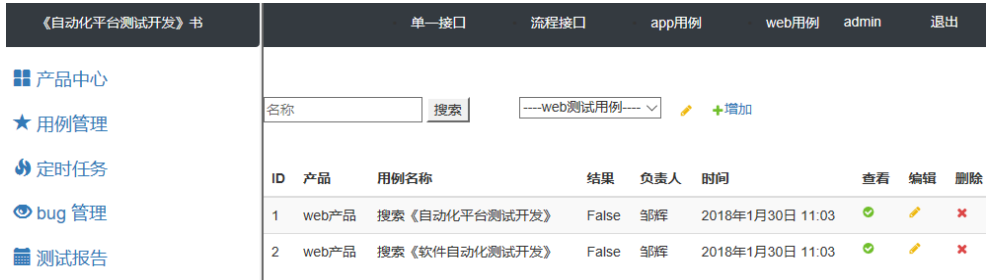 《自动化平台测试开发》书 单一接口 流程接口 app用例 web用例 admin 退出
产品中心
用例管理
定时任务
bug 管理
测试报告
名称 搜索 ----web测试用例---- 增加
ID 产品 用例名称 结果 负责人 时间 查看 编辑 删除
1 web产品 搜索《自动化平台测试开发》 False 邹辉 2018年1月30日 11:03
2 web产品 搜索《软件自动化测试开发》 False 邹辉 2018年1月30日 11:03